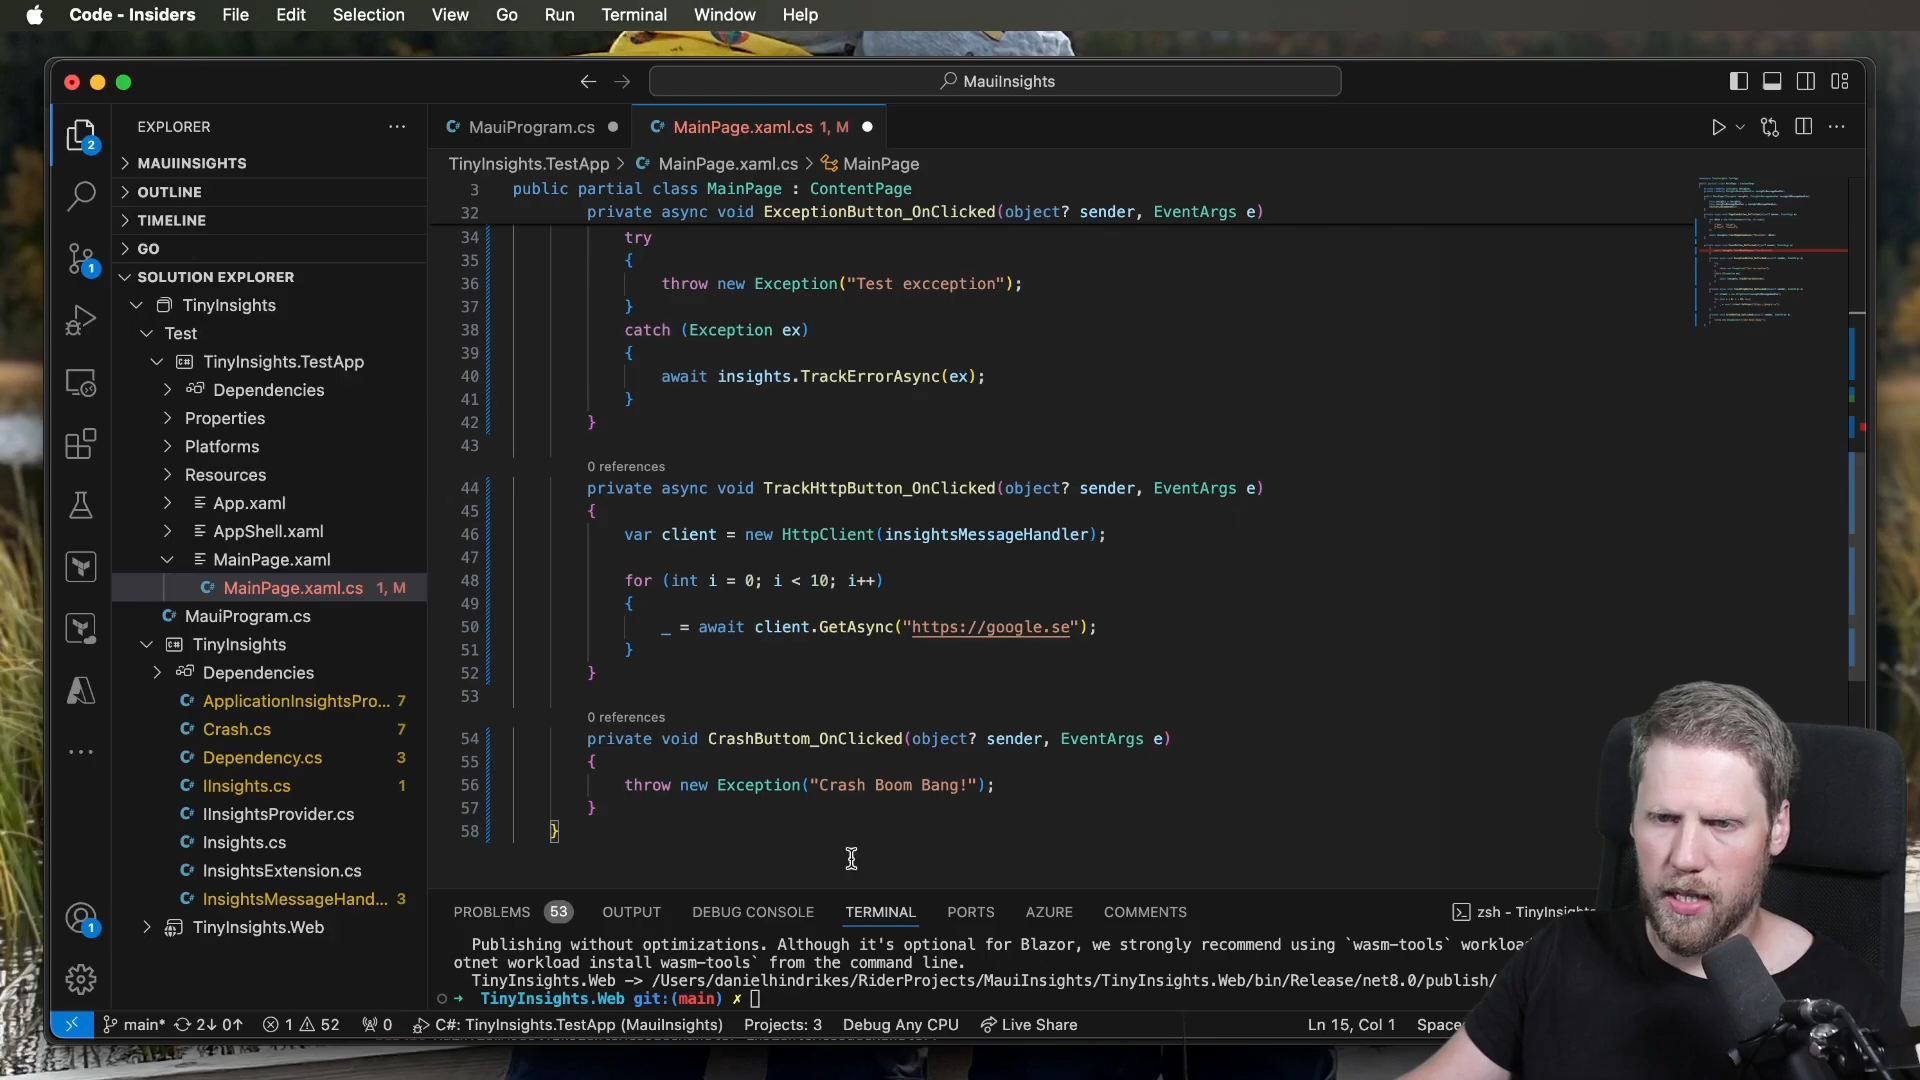 Code - Insiders File Edit Selection View Go Run Terminal Window Help
MauiInsights
EXPLORER
MAUIINSIGHTS
OUTLINE
TIMELINE
GO
SOLUTION EXPLORER
TinyInsights
Test
TinyInsights.TestApp
Dependencies
Properties
Platforms
Resources
App.xaml
AppShell.xaml
MainPage.xaml
MainPage.xaml.cs 1, M
MauiProgram.cs
TinyInsights
Dependencies
ApplicationInsightsPro... 7
Crash.cs 7
Dependency.cs 3
IInsights.cs 1
IInsightsProvider.cs
Insights.cs
InsightsExtension.cs
InsightsMessageHand... 3
TinyInsights.Web
2
1
1
MauiProgram.cs
MainPage.xaml.cs 1, M
TinyInsights.TestApp > MainPage.xaml.cs > MainPage
3 public partial class MainPage : ContentPage
32 private async void ExceptionButton_OnClicked(object? sender, EventArgs e)
34 try
35 {
36 throw new Exception("Test excception");
37 }
38 catch (Exception ex)
39 {
40 await insights.TrackErrorAsync(ex);
41 }
42 }
43
0 references
44 private async void TrackHttpButton_OnClicked(object? sender, EventArgs e)
45 {
46 var client = new HttpClient(insightsMessageHandler);
47
48 for (int i = 0; i < 10; i++)
49 {
50 _ = await client.GetAsync("https://google.se");
51 }
52 }
53
0 references
54 private void CrashButtom_OnClicked(object? sender, EventArgs e)
55 {
56 throw new Exception("Crash Boom Bang!");
57 }
58 }
PROBLEMS 53 OUTPUT DEBUG CONSOLE TERMINAL PORTS AZURE COMMENTS zsh - TinyInsights
Publishing without optimizations. Although it's optional for Blazor, we strongly recommend using `wasm-tools`
otnet workload install wasm-tools` from the command line.
TinyInsights.Web -> /Users/danielhindrikes/RiderProjects/MauiInsights/TinyInsights.Web/bin/Release/net8.0/publish/
TinyInsights.Web git:(main) ✗
main* 2↓ 0↑ 1 52 0 C#: TinyInsights.TestApp (MauiInsights) Projects: 3 Debug Any CPU Live Share Ln 15, Col 1